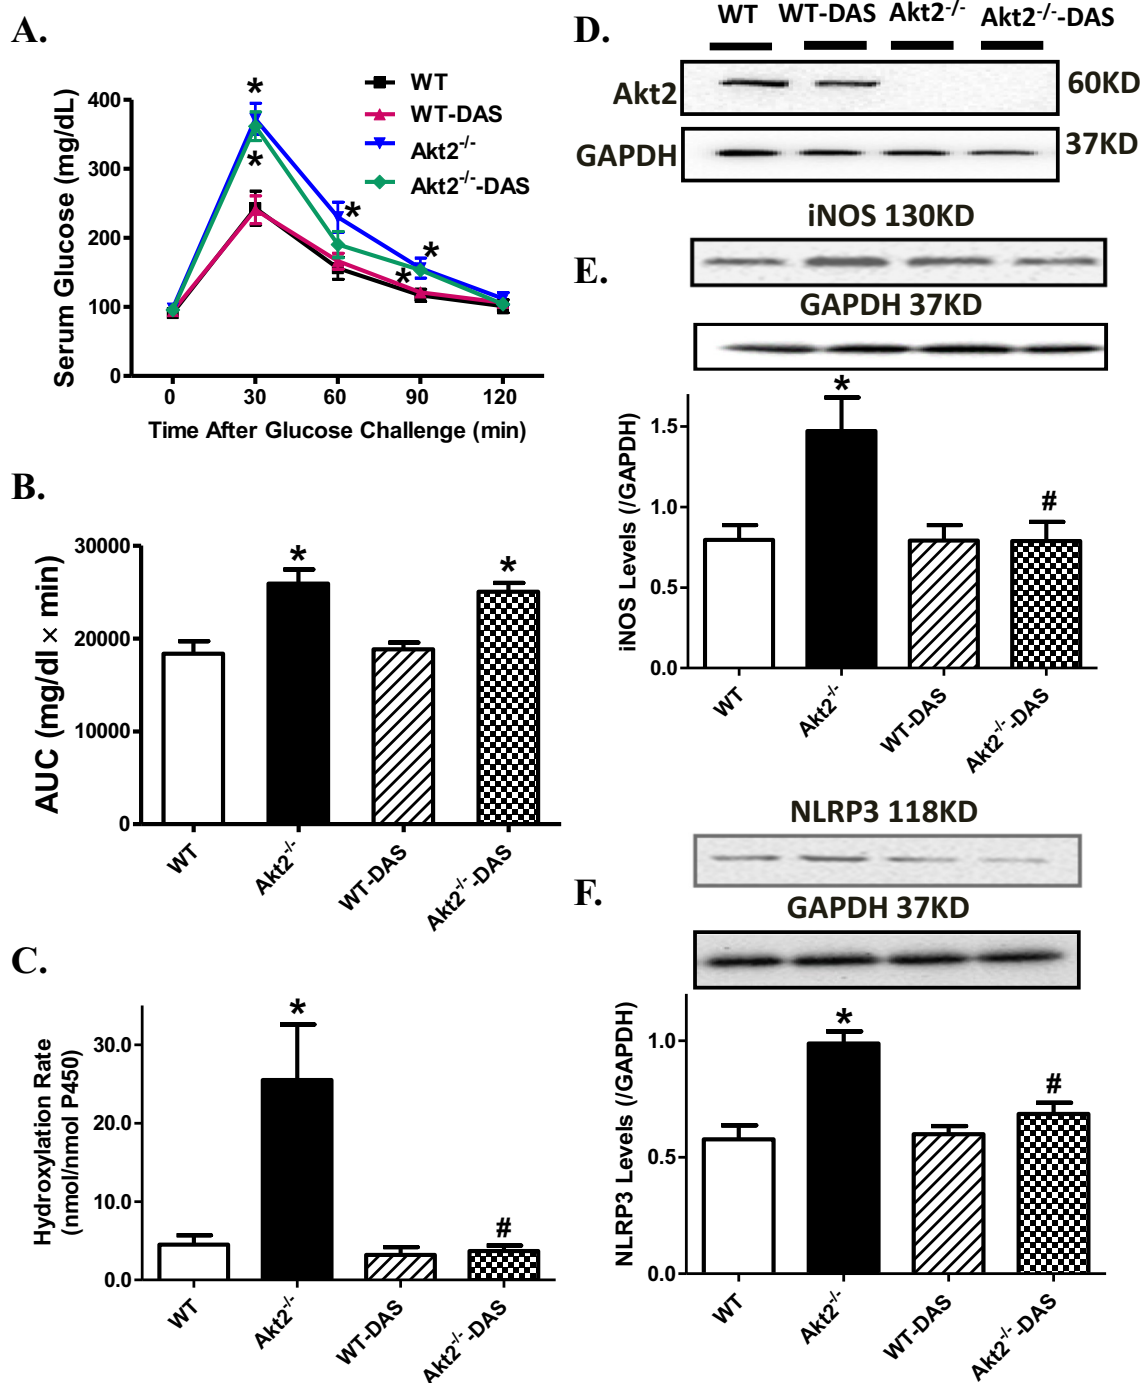 A.
WT
WT-DAS
Akt2-/-
Akt2-/--DAS
Serum Glucose (mg/dL)
400
300
200
100
0
*
*
*
*
*
0 30 60 90 120
Time After Glucose Challenge (min)
B.
AUC (mg/dl × min)
30000
20000
10000
0
* *
WT Akt2-/- WT-DAS Akt2-/--DAS
C.
Hydroxylation Rate
(nmol/nmol P450)
30.0
20.0
10.0
0.0
* #
WT Akt2-/- WT-DAS Akt2-/--DAS
D.
WT WT-DAS Akt2-/- Akt2-/--DAS
Akt2 60KD
GAPDH 37KD
E.
iNOS 130KD
GAPDH 37KD
iNOS Levels (/GAPDH)
1.5
1.0
0.5
0.0
* #
WT Akt2-/- WT-DAS Akt2-/--DAS
F.
NLRP3 118KD
GAPDH 37KD
NLRP3 Levels (/GAPDH)
1.0
0.5
0.0
* #
WT Akt2-/- WT-DAS Akt2-/--DAS